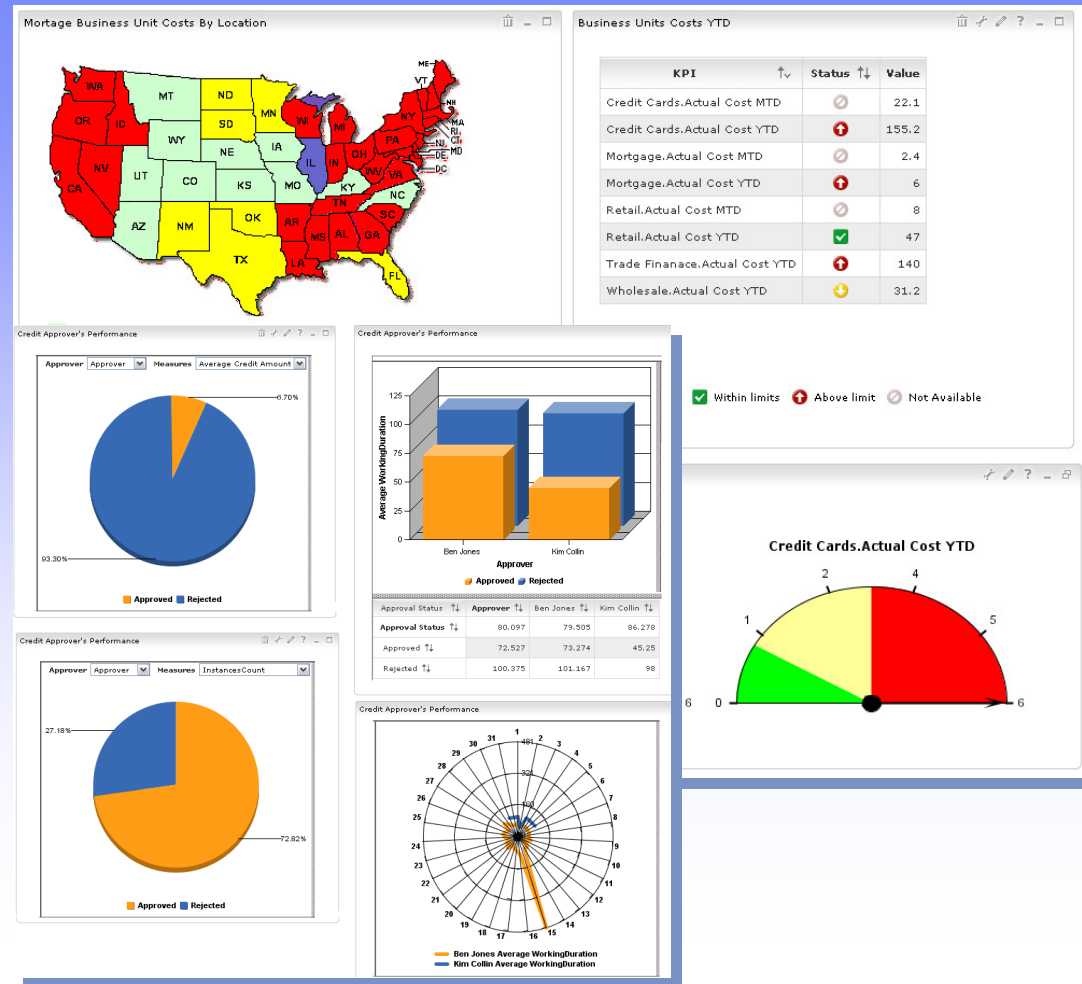 Mortage Business Unit Costs By Location
ME
WA
MT
ND
MN
VT
NH
OR
ID
SD
WI
MI
NY
MA
RI
CT
WY
NE
IA
PA
NJ
MD
DE
DC
NV
UT
CO
KS
MO
IL
IN
OH
WV
VA
KY
CA
NC
TN
AZ
NM
OK
AR
SC
MS
AL
GA
TX
LA
FL
Business Units Costs YTD
?
KPI Status Value
Credit Cards.Actual Cost MTD 22.1
Credit Cards.Actual Cost YTD 155.2
Mortgage.Actual Cost MTD 2.4
Mortgage.Actual Cost YTD 6
Retail.Actual Cost MTD 8
Retail.Actual Cost YTD 47
Trade Finanace.Actual Cost YTD 140
Wholesale.Actual Cost YTD 31.2
Within limits Above limit Not Available
Credit Approver's Performance
?
Approver Approver Measures Average Credit Amount
6.70%
93.30%
Approved Rejected
Credit Approver's Performance
125
100
75
50
25
0
Average WorkingDuration
Ben Jones Kim Collin
Approver
Approved Rejected
Approval Status Approver Ben Jones Kim Collin
Approval Status 80.097 79.505 86.278
Approved 72.527 73.274 45.25
Rejected 100.375 101.167 98
?
Credit Cards.Actual Cost YTD
2 4
1 5
6 0 6
Credit Approver's Performance
?
Approver Approver Measures InstancesCount
27.18%
72.82%
Approved Rejected
Credit Approver's Performance
1
2
3
4
5
6
7
8
9
10
11
12
13
14
15
16
17
18
19
20
21
22
23
24
25
26
27
28
29
30
31
481
321
160
Ben Jones Average WorkingDuration
Kim Collin Average WorkingDuration